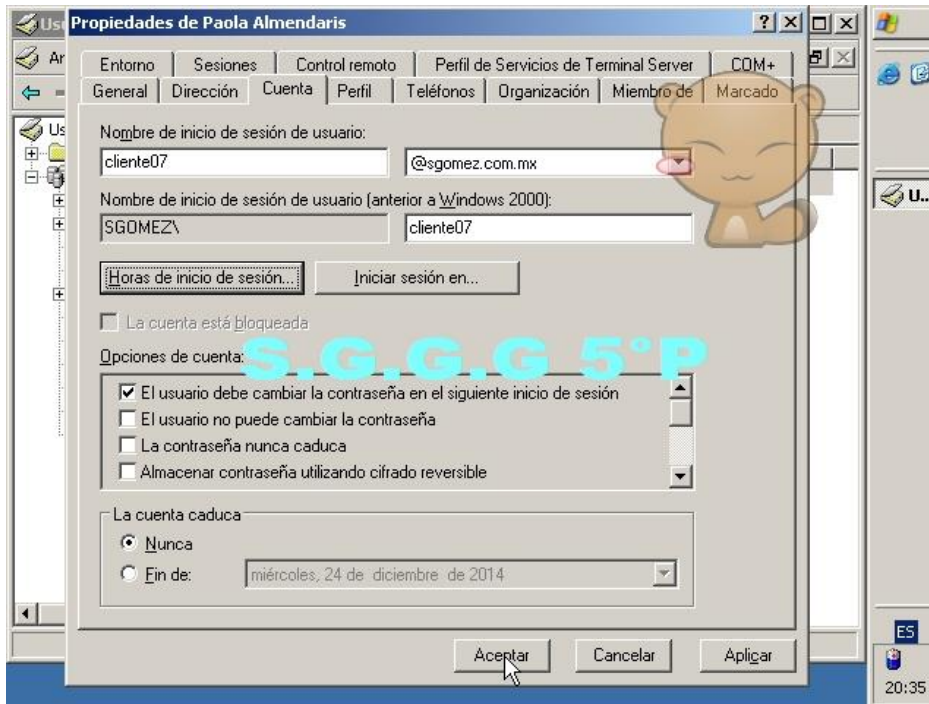 Us
Propiedades de Paola Almendaris
Ar
Entorno Sesiones Control remoto Perfil de Servicios de Terminal Server COM+
General Dirección Cuenta Perfil Teléfonos Organización Miembro de Marcado
Us
Nombre de inicio de sesión de usuario:
cliente07 @sgomez.com.mx
Nombre de inicio de sesión de usuario (anterior a Windows 2000):
SGOMEZ\ cliente07
U...
Horas de inicio de sesión... Iniciar sesión en...
La cuenta está bloqueada
S.G.G.G 5°P
Opciones de cuenta:
El usuario debe cambiar la contraseña en el siguiente inicio de sesión
El usuario no puede cambiar la contraseña
La contraseña nunca caduca
Almacenar contraseña utilizando cifrado reversible
La cuenta caduca
Nunca
Fin de: miércoles, 24 de diciembre de 2014
ES
Aceptar Cancelar Aplicar
20:35